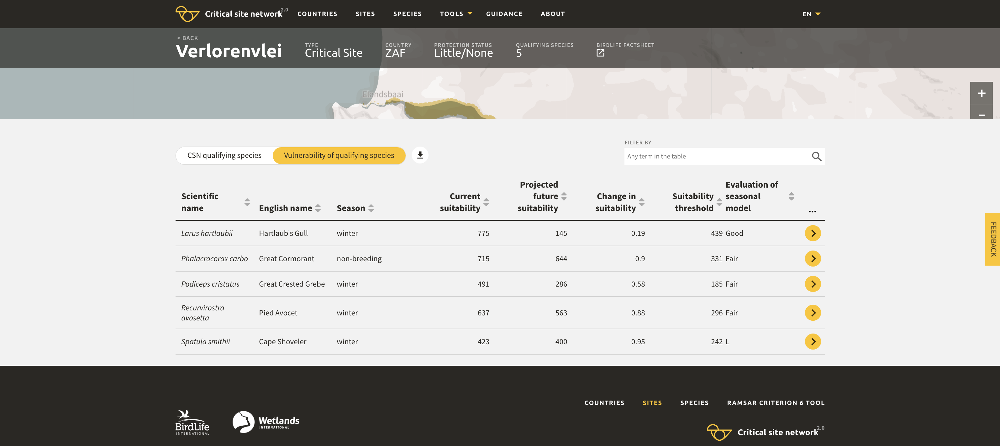 Critical site network 2.0
COUNTRIES
SITES
SPECIES
TOOLS
GUIDANCE
ABOUT
EN
< BACK
Verlorenvlei
TYPE
Critical Site
COUNTRY
ZAF
PROTECTION STATUS
Little/None
QUALIFYING SPECIES
5
BIRDLIFE FACTSHEET
Elandsbaai
+
−
FILTER BY
CSN qualifying species
Vulnerability of qualifying species
Any term in the table
Scientific name
English name
Season
Current suitability
Projected future suitability
Change in suitability
Suitability threshold
Evaluation of seasonal model
...
Larus hartlaubii Hartlaub's Gull winter 775 145 0.19 439 Good
Phalacrocorax carbo Great Cormorant non-breeding 715 644 0.9 331 Fair
Podiceps cristatus Great Crested Grebe winter 491 286 0.58 185 Fair
Recurvirostra avosetta Pied Avocet winter 637 563 0.88 296 Fair
Spatula smithii Cape Shoveler winter 423 400 0.95 242 L
FEEDBACK
COUNTRIES
SITES
SPECIES
RAMSAR CRITERION 6 TOOL
BirdLife
INTERNATIONAL
Wetlands
INTERNATIONAL
Critical site network 2.0